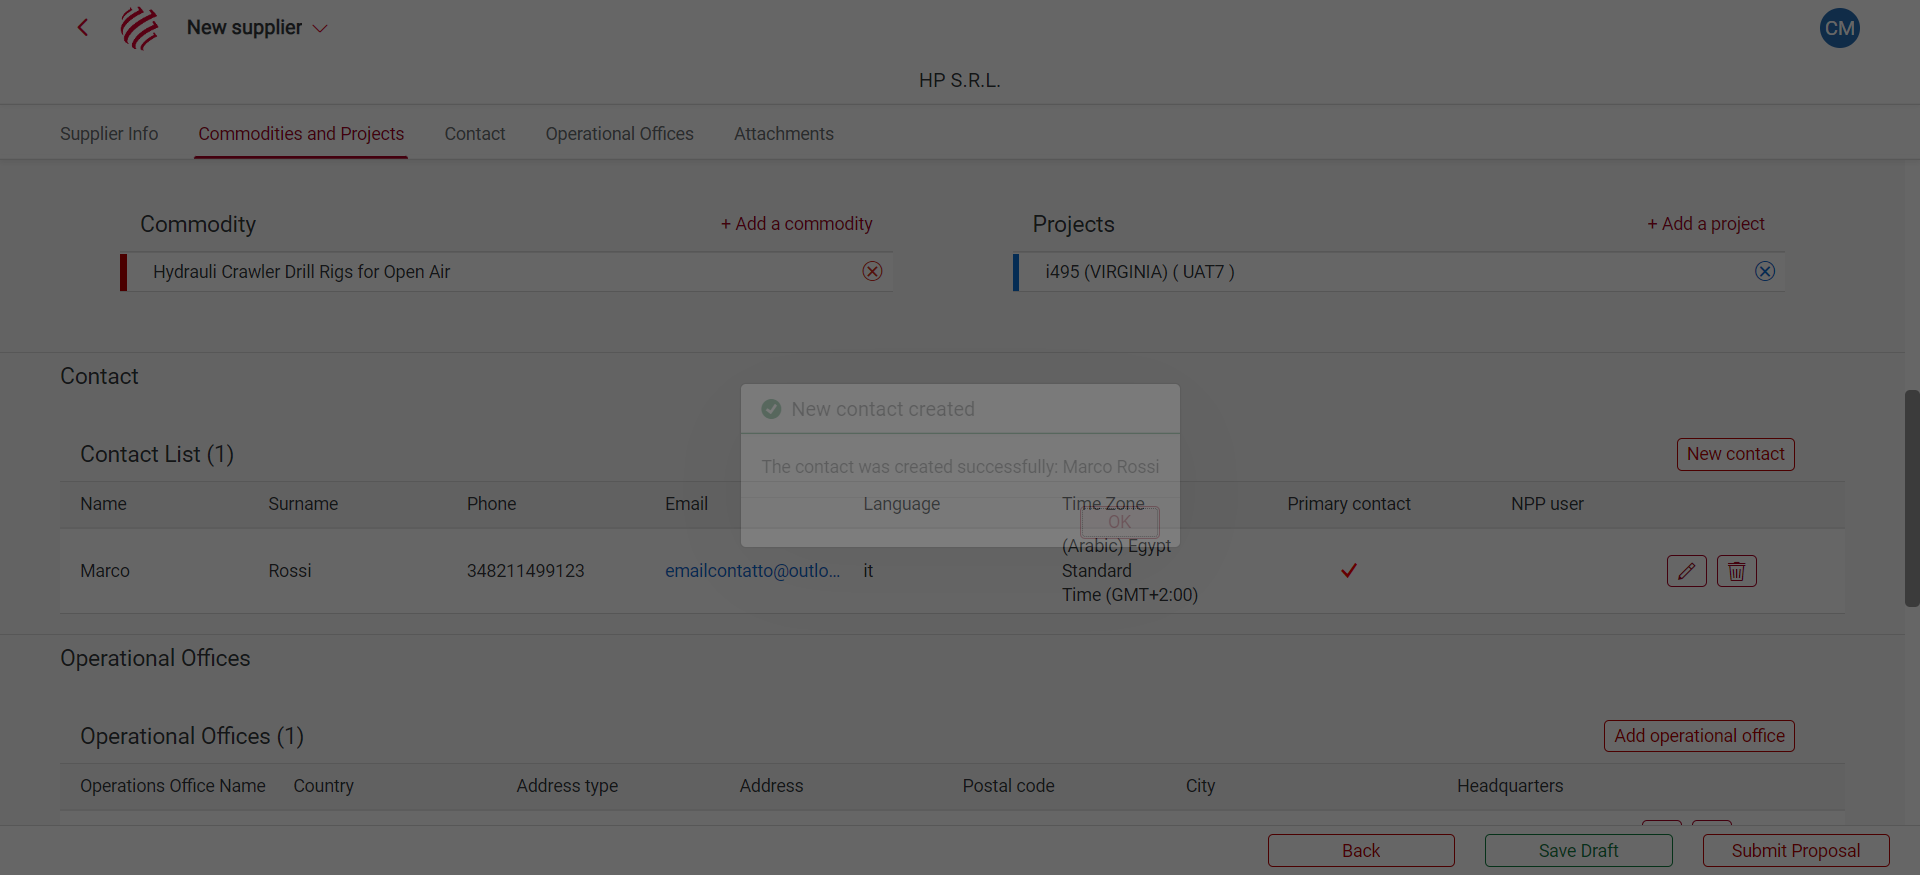 New supplier
CM
HP S.R.L.
Supplier Info Commodities and Projects Contact Operational Offices Attachments
Commodity + Add a commodity Projects + Add a project
Hydrauli Crawler Drill Rigs for Open Air i495 (VIRGINIA) ( UAT7 )
Contact
New contact created
Contact List (1) New contact
The contact was created successfully: Marco Rossi
Name Surname Phone Email Language Time Zone Primary contact NPP user
OK
Marco Rossi 348211499123 emailcontatto@outlo... it (Arabic) Egypt
Standard
Time (GMT+2:00)
Operational Offices
Operational Offices (1) Add operational office
Operations Office Name Country Address type Address Postal code City Headquarters
Back Save Draft Submit Proposal